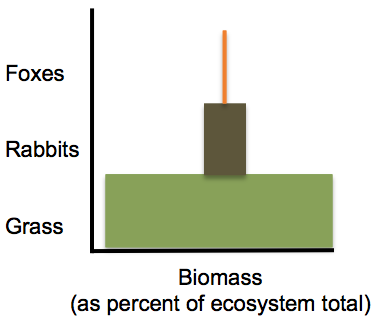 Foxes
Rabbits
Grass
Biomass
(as percent of ecosystem total)